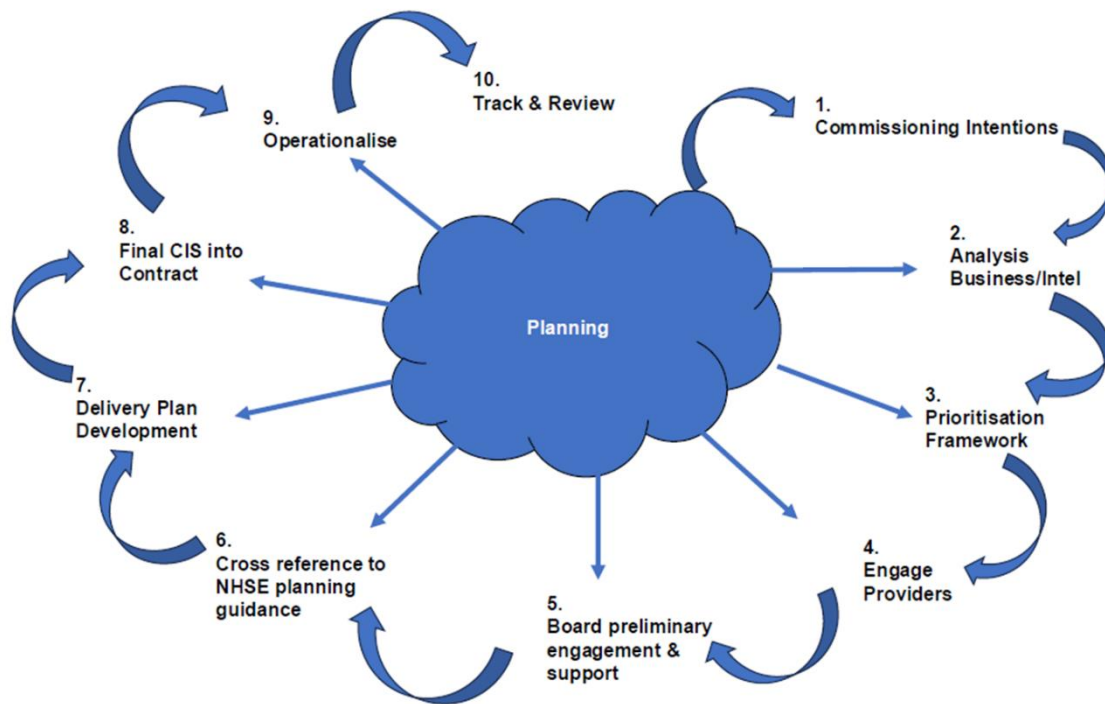 1.
Commissioning Intentions
2.
Analysis
Business/Intel
3.
Prioritisation
Framework
4.
Engage
Providers
5.
Board preliminary
engagement &
support
6.
Cross reference to
NHSE planning
guidance
7.
Delivery Plan
Development
8.
Final CIS into
Contract
9.
Operationalise
10.
Track & Review
Planning